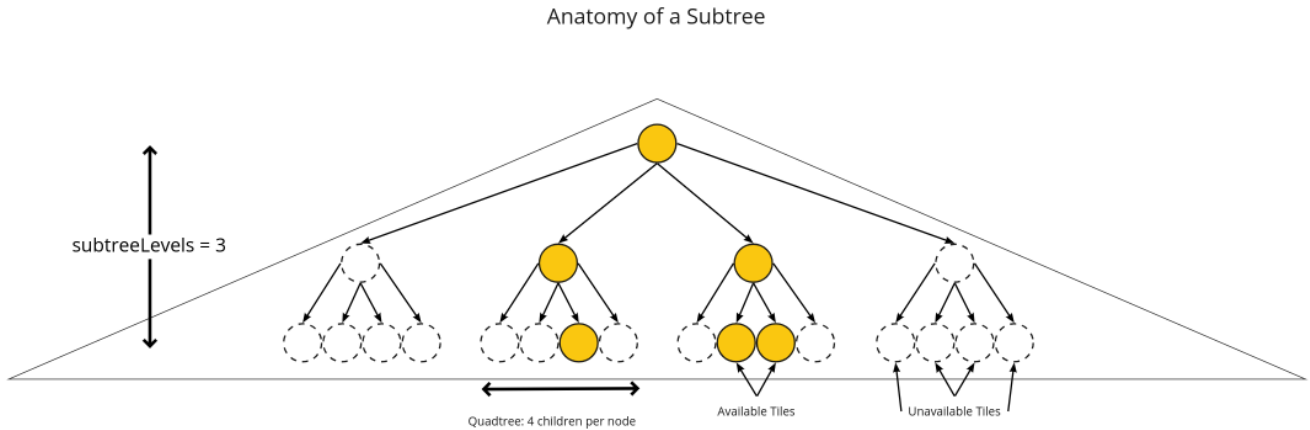 Anatomy of a Subtree
subtreeLevels = 3
Quadtree: 4 children per node
Available Tiles
Unavailable Tiles